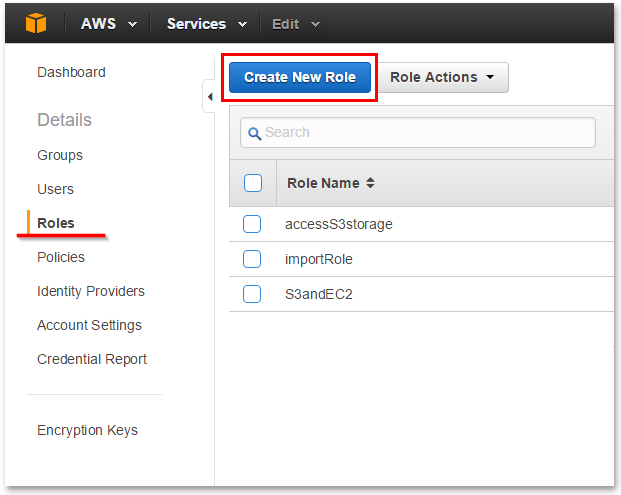 AWS Services Edit
Dashboard
Details
Groups
Users
Roles
Policies
Identity Providers
Account Settings
Credential Report
Encryption Keys
Create New Role Role Actions
Search
Role Name
accessS3storage
importRole
S3andEC2